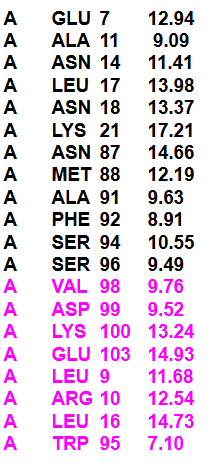 A GLU 7 12.94
A ALA 11 9.09
A ASN 14 11.41
A LEU 17 13.98
A ASN 18 13.37
A LYS 21 17.21
A ASN 87 14.66
A MET 88 12.19
A ALA 91 9.63
A PHE 92 8.91
A SER 94 10.55
A SER 96 9.49
A VAL 98 9.76
A ASP 99 9.52
A LYS 100 13.24
A GLU 103 14.93
A LEU 9 11.68
A ARG 10 12.54
A LEU 16 14.73
A TRP 95 7.10